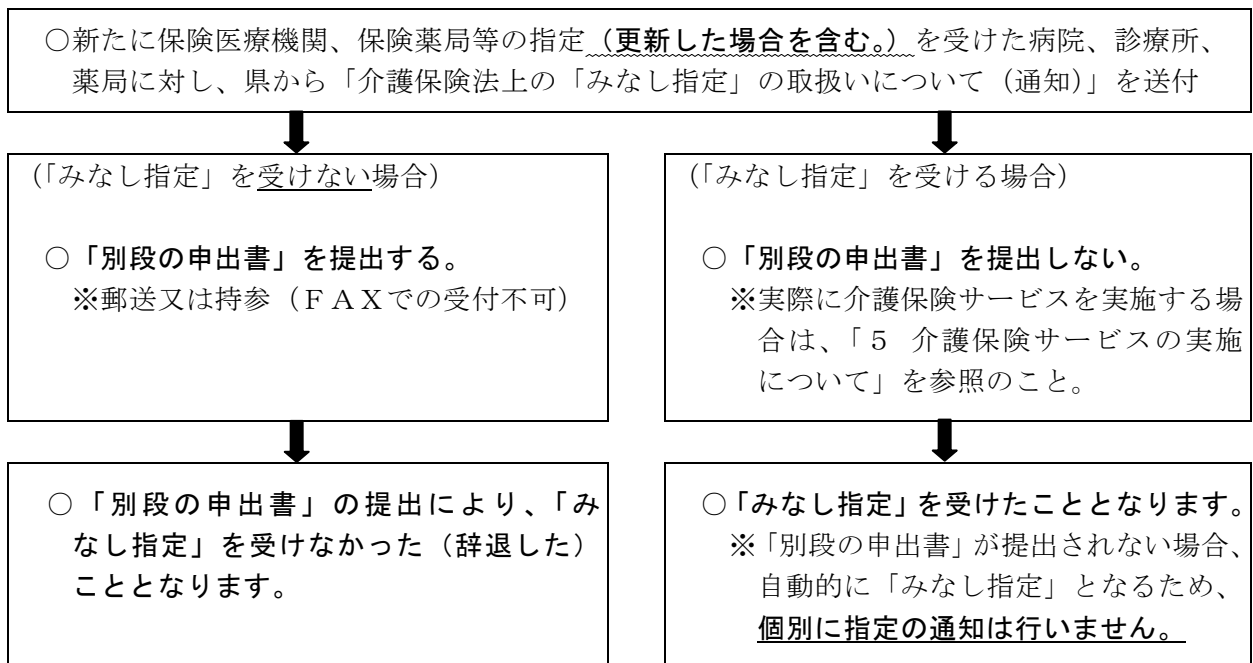 ○新たに保険医療機関、保険薬局等の指定（更新した場合を含む。）を受けた病院、診療所、
薬局に対し、県から「介護保険法上の「みなし指定」の取扱いについて（通知）」を送付
（「みなし指定」を受けない場合）
○「別段の申出書」を提出する。
※郵送又は持参（ＦＡＸでの受付不可）
（「みなし指定」を受ける場合）
○「別段の申出書」を提出しない。
※実際に介護保険サービスを実施する場
合は、「５ 介護保険サービスの実施
について」を参照のこと。
○「別段の申出書」の提出により、「み
なし指定」を受けなかった（辞退した）
こととなります。
○「みなし指定」を受けたこととなります。
※「別段の申出書」が提出されない場合、
自動的に「みなし指定」となるため、
個別に指定の通知は行いません。